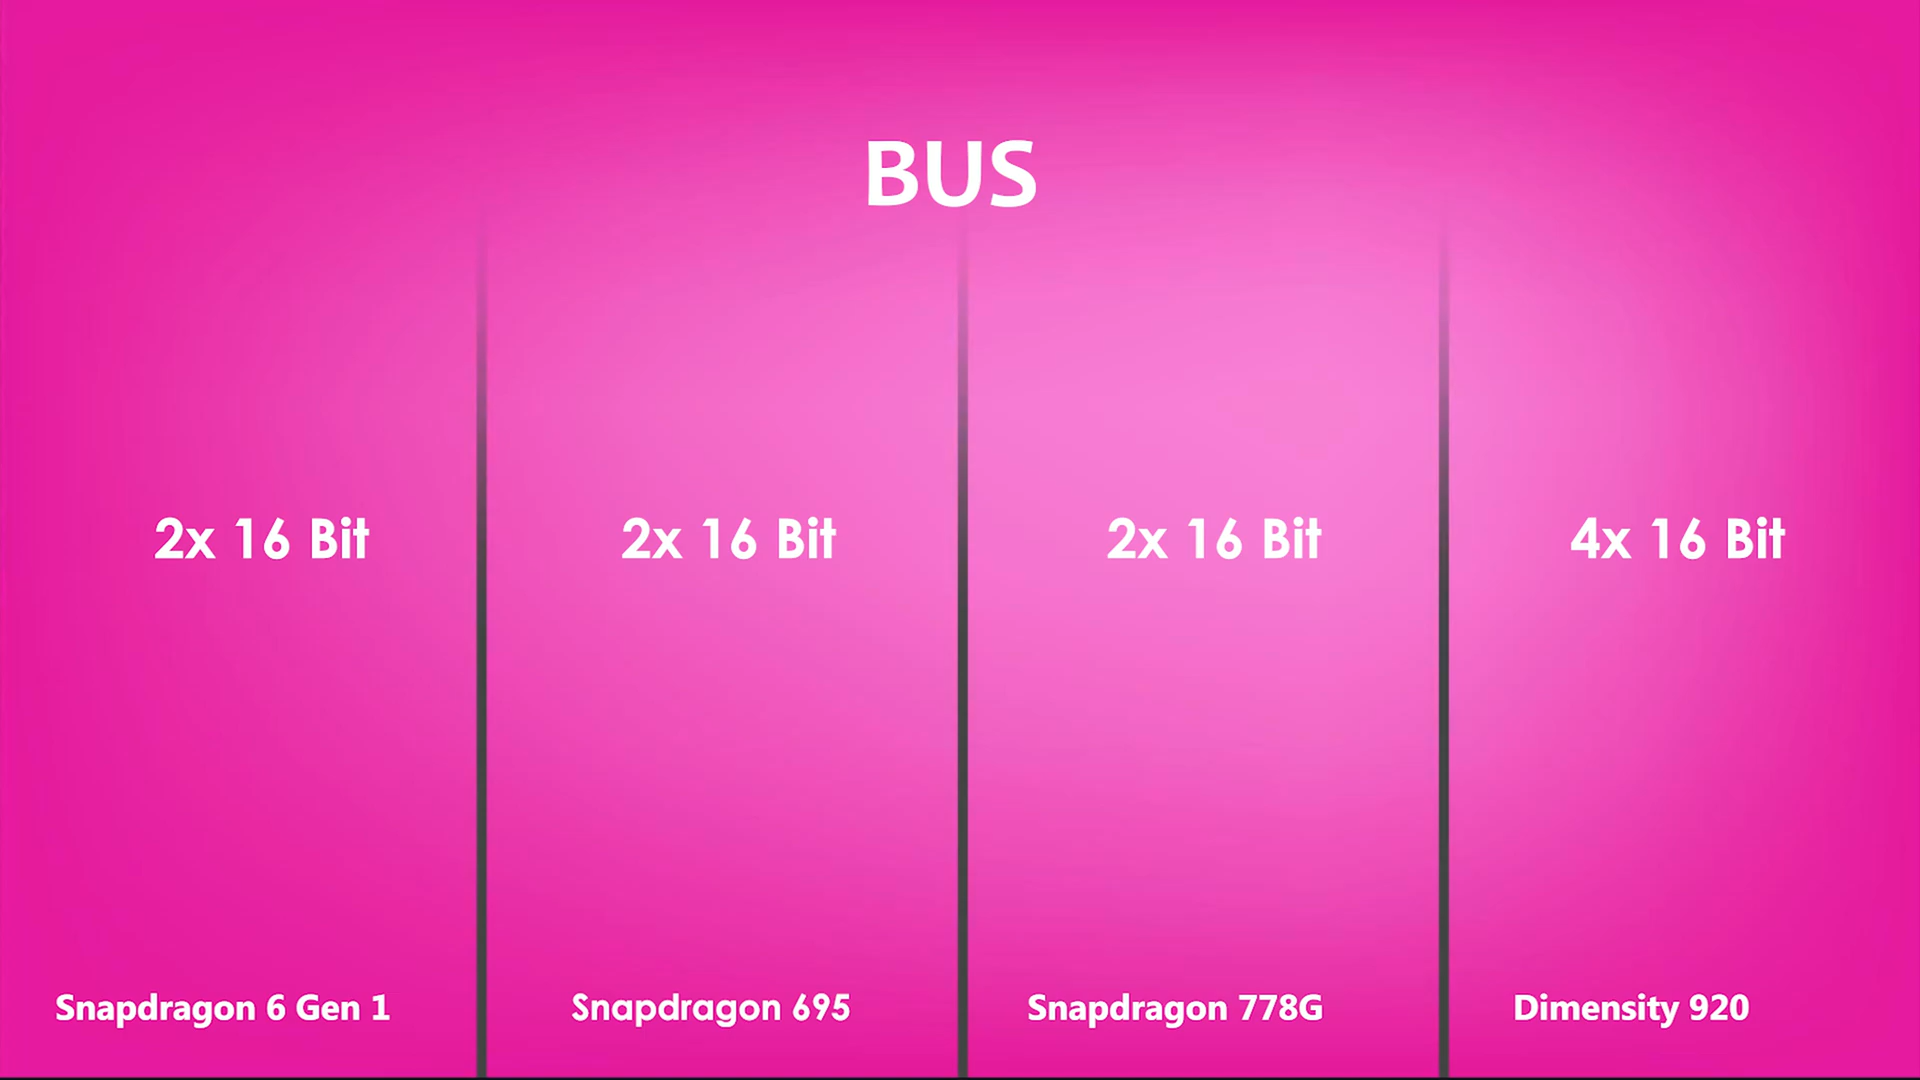 BUS
2x 16 Bit
2x 16 Bit
2x 16 Bit
4x 16 Bit
Snapdragon 6 Gen 1
Snapdragon 695
Snapdragon 778G
Dimensity 920